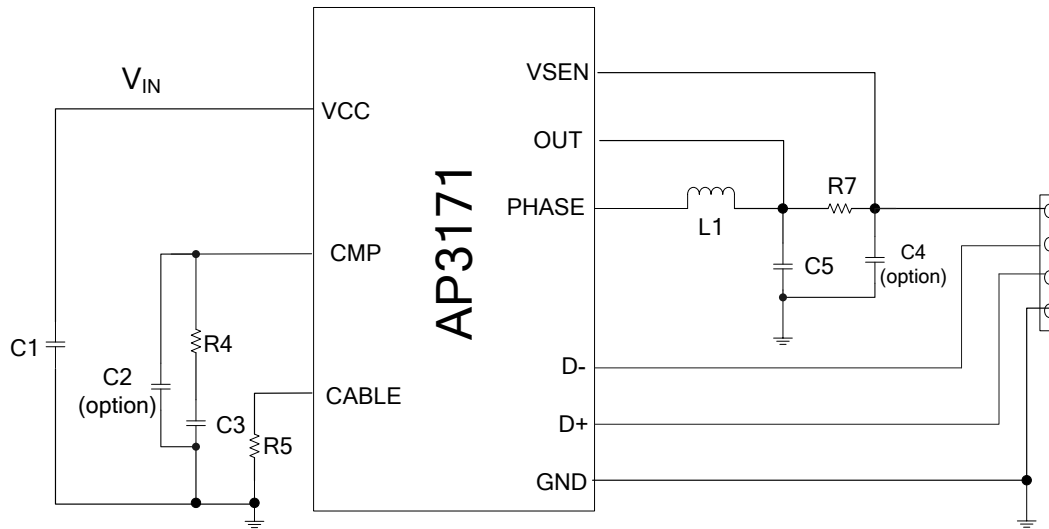 V_IN
VCC
CMP
CABLE
C1
C2
(option)
R4
C3
R5
AP3171
VSEN
OUT
PHASE
D-
D+
GND
L1
R7
C5
C4
(option)